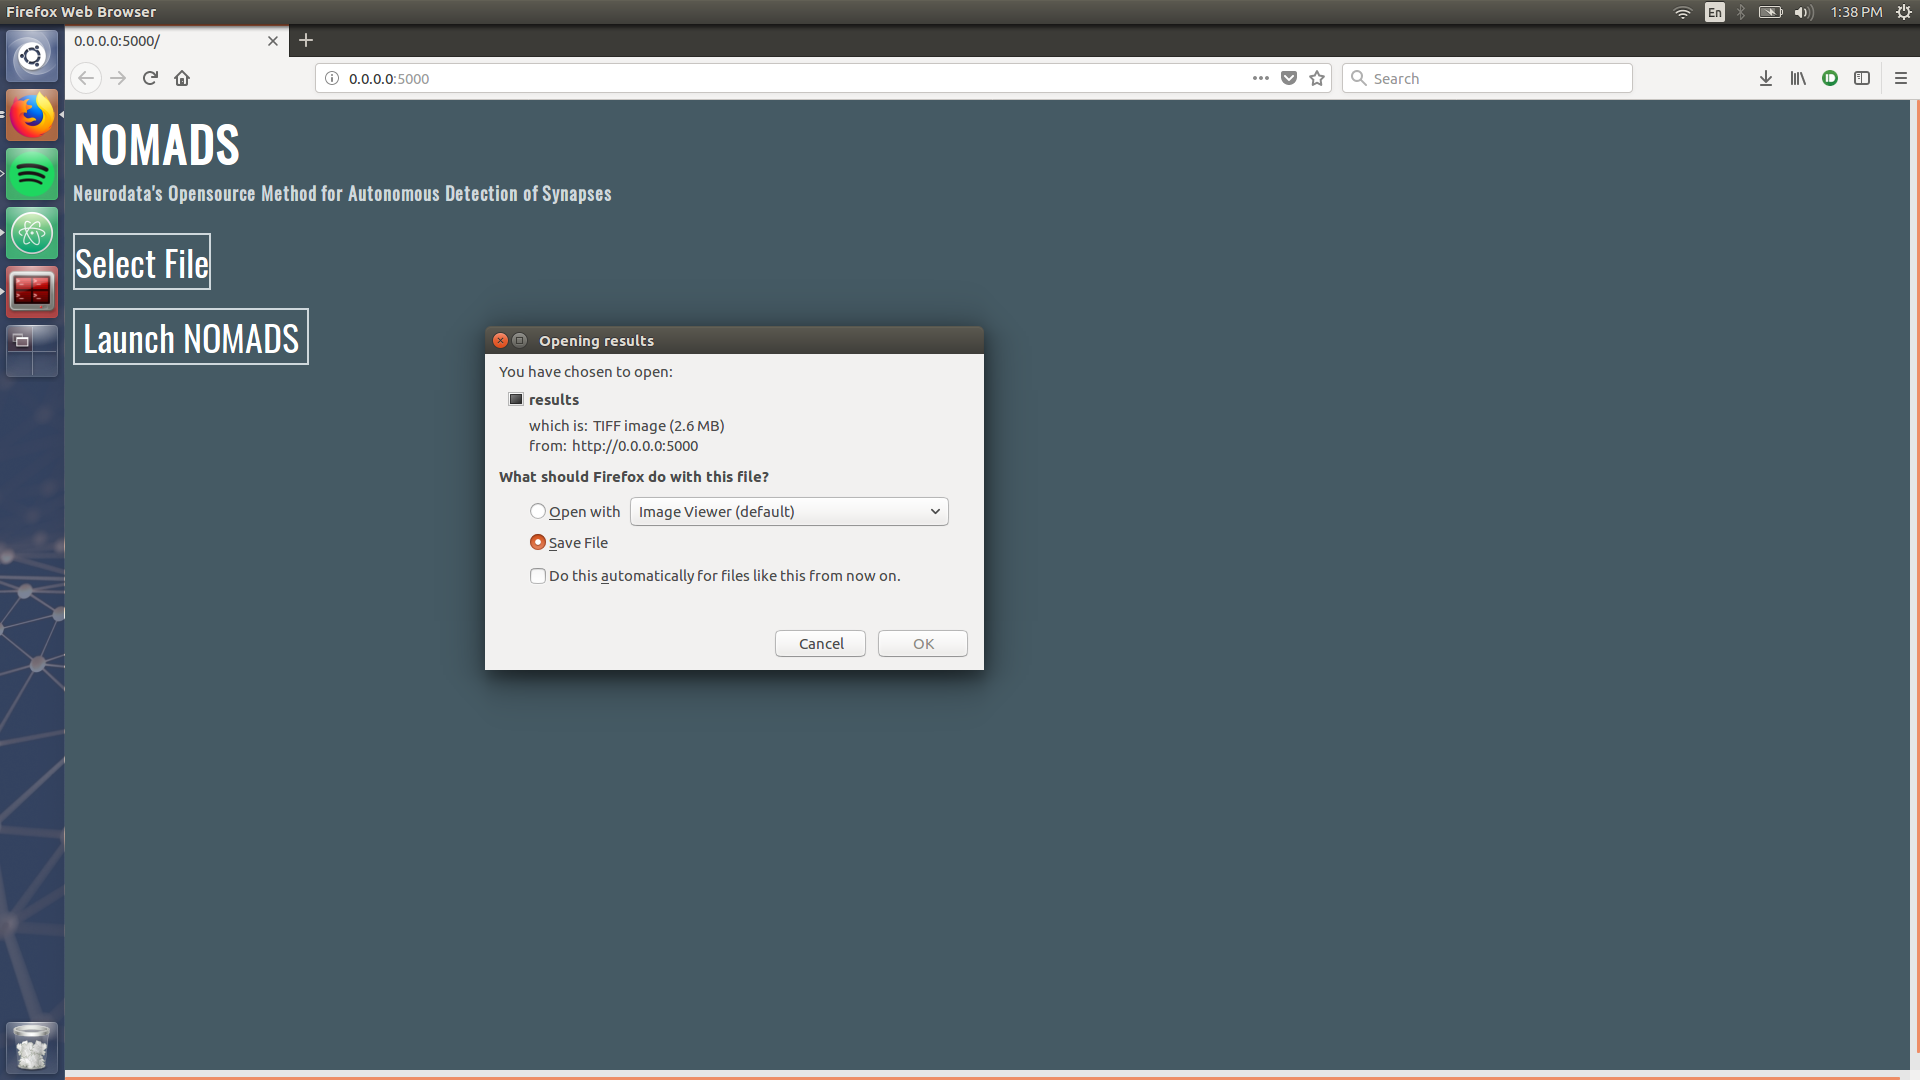 Firefox Web Browser
En
1:38 PM
0.0.0.0:5000/
0.0.0.0:5000
Search
NOMADS
Neurodata's Opensource Method for Autonomous Detection of Synapses
Select File
Launch NOMADS
Opening results
You have chosen to open:
results
which is: TIFF image (2.6 MB)
from: http://0.0.0.0:5000
What should Firefox do with this file?
Open with Image Viewer (default)
Save File
Do this automatically for files like this from now on.
Cancel OK